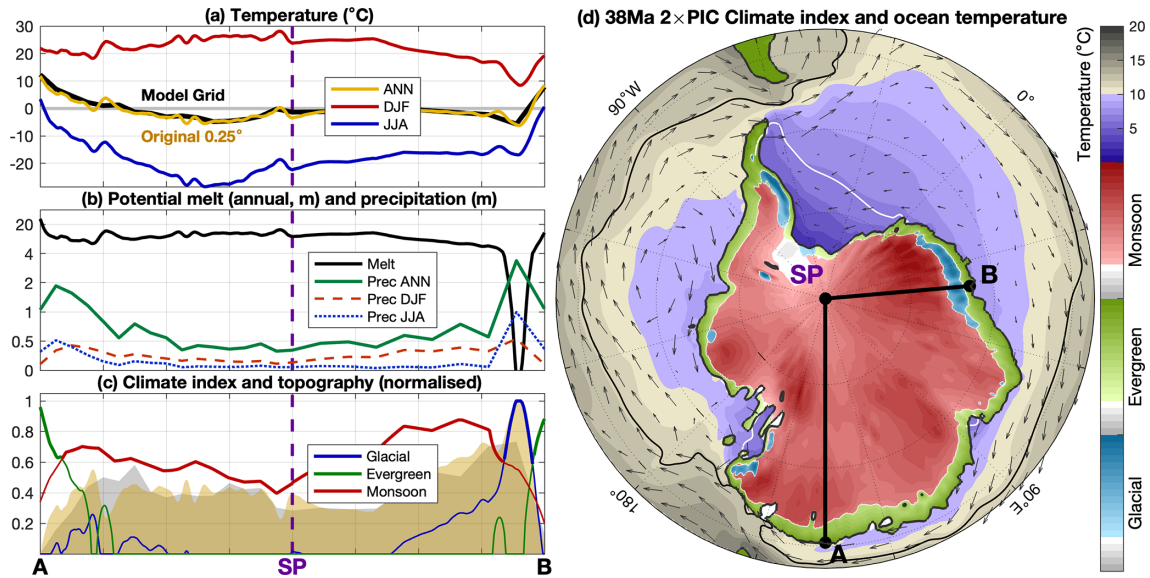 (a) Temperature (°C)
30
20
10
0
-10
-20
Model Grid
Original 0.25°
ANN
DJF
JJA
(b) Potential melt (annual, m) and precipitation (m)
20
4
2
1
0.5
0
Melt
Prec ANN
Prec DJF
Prec JJA
(c) Climate index and topography (normalised)
1
0.8
0.6
0.4
0.2
Glacial
Evergreen
Monsoon
A
SP
B
(d) 38Ma 2×PIC Climate index and ocean temperature
90°W
0°
90°E
180°
SP
B
A
20
15
10
5
Temperature (°C)
Monsoon
Evergreen
Glacial